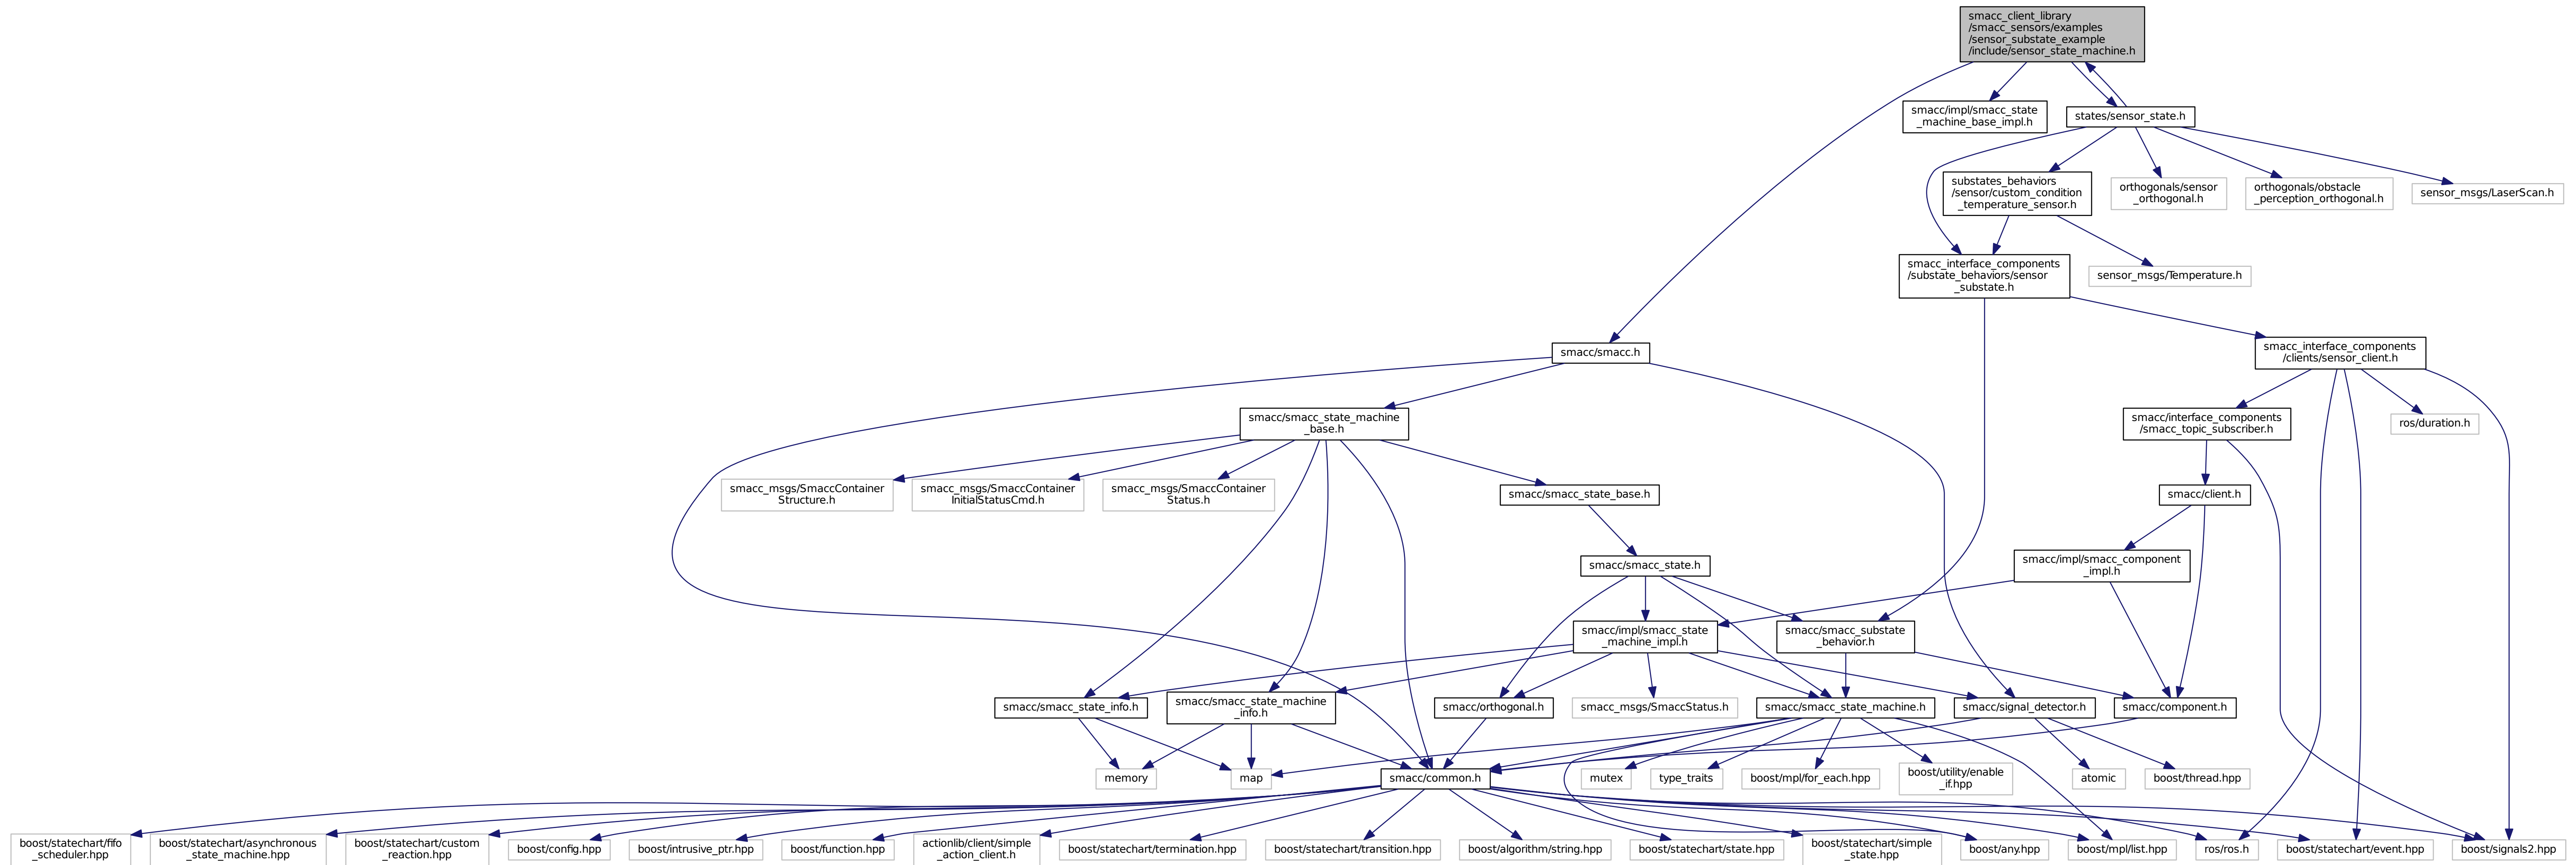 smacc_client_library
/smacc_sensors/examples
/sensor_substate_example
/include/sensor_state_machine.h
smacc/impl/smacc_state
_machine_base_impl.h
states/sensor_state.h
substates_behaviors
/sensor/custom_condition
_temperature_sensor.h
orthogonals/sensor
_orthogonal.h
orthogonals/obstacle
_perception_orthogonal.h
sensor_msgs/LaserScan.h
smacc_interface_components
/substate_behaviors/sensor
_substate.h
sensor_msgs/Temperature.h
smacc/smacc.h
smacc_interface_components
/clients/sensor_client.h
smacc/smacc_state_machine
_base.h
smacc/interface_components
/smacc_topic_subscriber.h
ros/duration.h
smacc_msgs/SmaccContainer
Structure.h
smacc_msgs/SmaccContainer
InitialStatusCmd.h
smacc_msgs/SmaccContainer
Status.h
smacc/smacc_state_base.h
smacc/client.h
smacc/smacc_state.h
smacc/impl/smacc_component
_impl.h
smacc/impl/smacc_state
_machine_impl.h
smacc/smacc_substate
_behavior.h
smacc/smacc_state_info.h
smacc/smacc_state_machine
_info.h
smacc/orthogonal.h
smacc_msgs/SmaccStatus.h
smacc/smacc_state_machine.h
smacc/signal_detector.h
smacc/component.h
memory
map
smacc/common.h
mutex
type_traits
boost/mpl/for_each.hpp
boost/utility/enable
_if.hpp
atomic
boost/thread.hpp
boost/statechart/fifo
_scheduler.hpp
boost/statechart/asynchronous
_state_machine.hpp
boost/statechart/custom
_reaction.hpp
boost/config.hpp
boost/intrusive_ptr.hpp
boost/function.hpp
actionlib/client/simple
_action_client.h
boost/statechart/termination.hpp
boost/statechart/transition.hpp
boost/algorithm/string.hpp
boost/statechart/state.hpp
boost/statechart/simple
_state.hpp
boost/any.hpp
boost/mpl/list.hpp
ros/ros.h
boost/statechart/event.hpp
boost/signals2.hpp